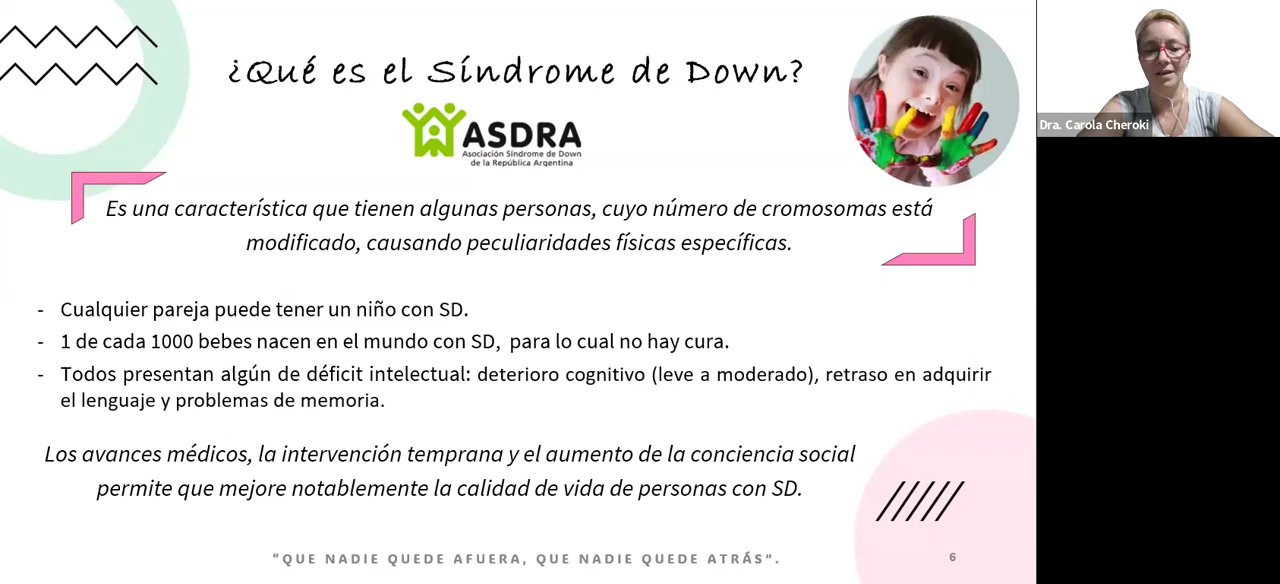 ¿Qué es el Síndrome de Down?
ASDRA
Asociación Síndrome de Down
de la República Argentina
Dra. Carola Cheroki
Es una característica que tienen algunas personas, cuyo número de cromosomas está
modificado, causando peculiaridades físicas específicas.
- Cualquier pareja puede tener un niño con SD.
- 1 de cada 1000 bebes nacen en el mundo con SD, para lo cual no hay cura.
- Todos presentan algún de déficit intelectual: deterioro cognitivo (leve a moderado), retraso en adquirir
el lenguaje y problemas de memoria.
Los avances médicos, la intervención temprana y el aumento de la conciencia social
permite que mejore notablemente la calidad de vida de personas con SD.
“QUE NADIE QUEDE AFUERA, QUE NADIE QUEDE ATRÁS”.
6